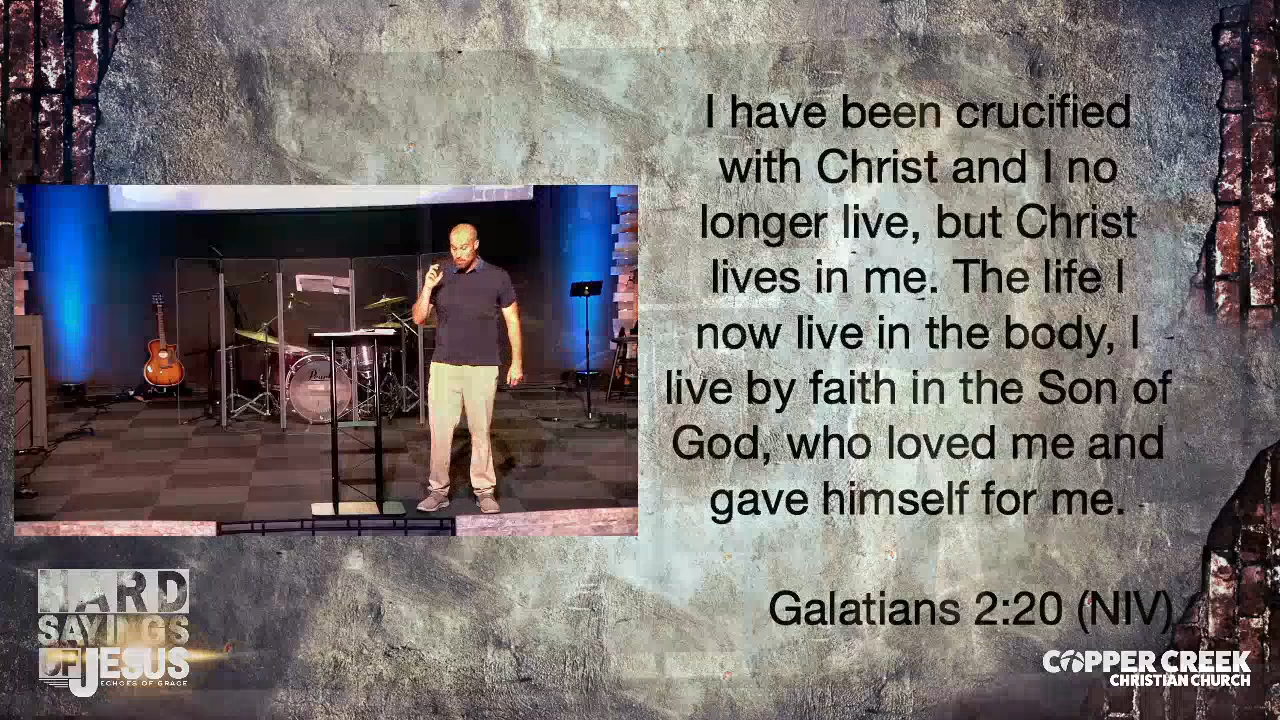 I have been crucified
with Christ and I no
longer live, but Christ
lives in me. The life I
now live in the body, I
live by faith in the Son of
God, who loved me and
gave himself for me.
Galatians 2:20 (NIV)
HARD
SAYINGS
OF JESUS
ECHOES OF GRACE
COPPER CREEK
CHRISTIAN CHURCH